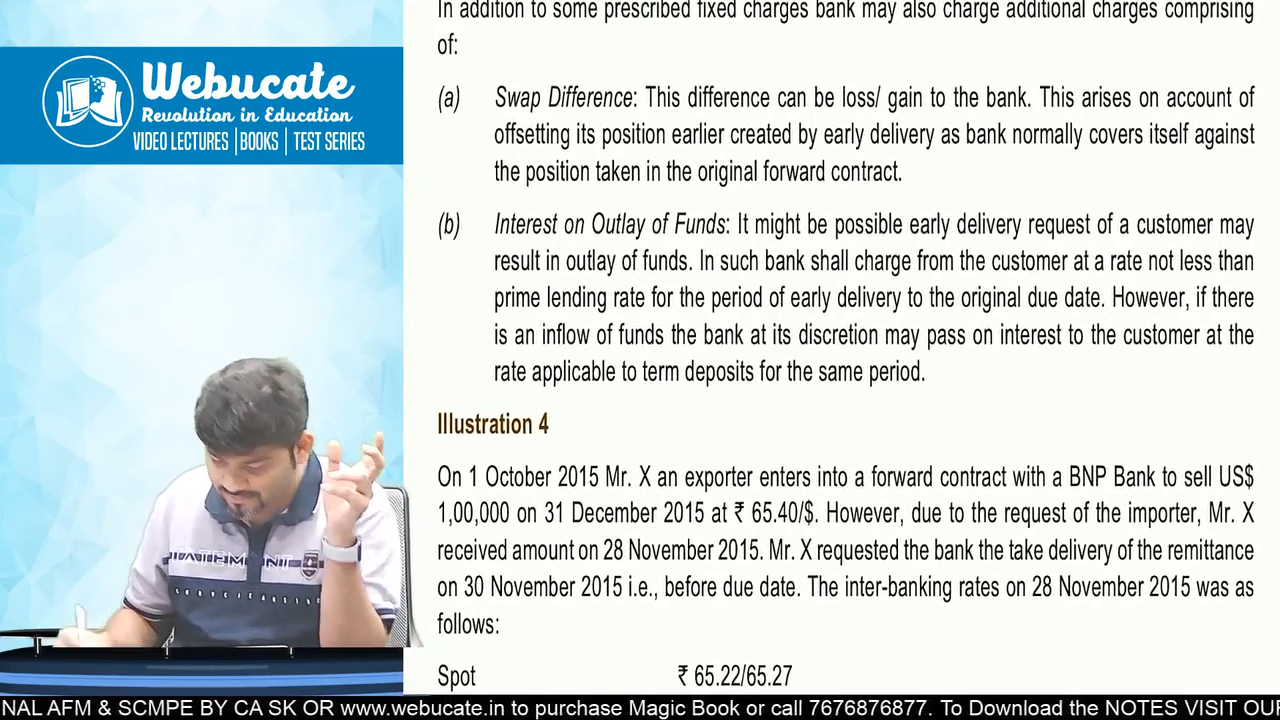 In addition to some prescribed fixed charges bank may also charge additional charges comprising
of:
Webucate
Revolution in Education
VIDEO LECTURES | BOOKS | TEST SERIES
(a) Swap Difference: This difference can be loss/ gain to the bank. This arises on account of
offsetting its position earlier created by early delivery as bank normally covers itself against
the position taken in the original forward contract.
(b) Interest on Outlay of Funds: It might be possible early delivery request of a customer may
result in outlay of funds. In such bank shall charge from the customer at a rate not less than
prime lending rate for the period of early delivery to the original due date. However, if there
is an inflow of funds the bank at its discretion may pass on interest to the customer at the
rate applicable to term deposits for the same period.
Illustration 4
On 1 October 2015 Mr. X an exporter enters into a forward contract with a BNP Bank to sell US$
1,00,000 on 31 December 2015 at ₹ 65.40/$. However, due to the request of the importer, Mr. X
received amount on 28 November 2015. Mr. X requested the bank the take delivery of the remittance
on 30 November 2015 i.e., before due date. The inter-banking rates on 28 November 2015 was as
follows:
Spot ₹ 65.22/65.27
NAL AFM & SCMPE BY CA SK OR www.webucate.in to purchase Magic Book or call 7676876877. To Download the NOTES VISIT OU